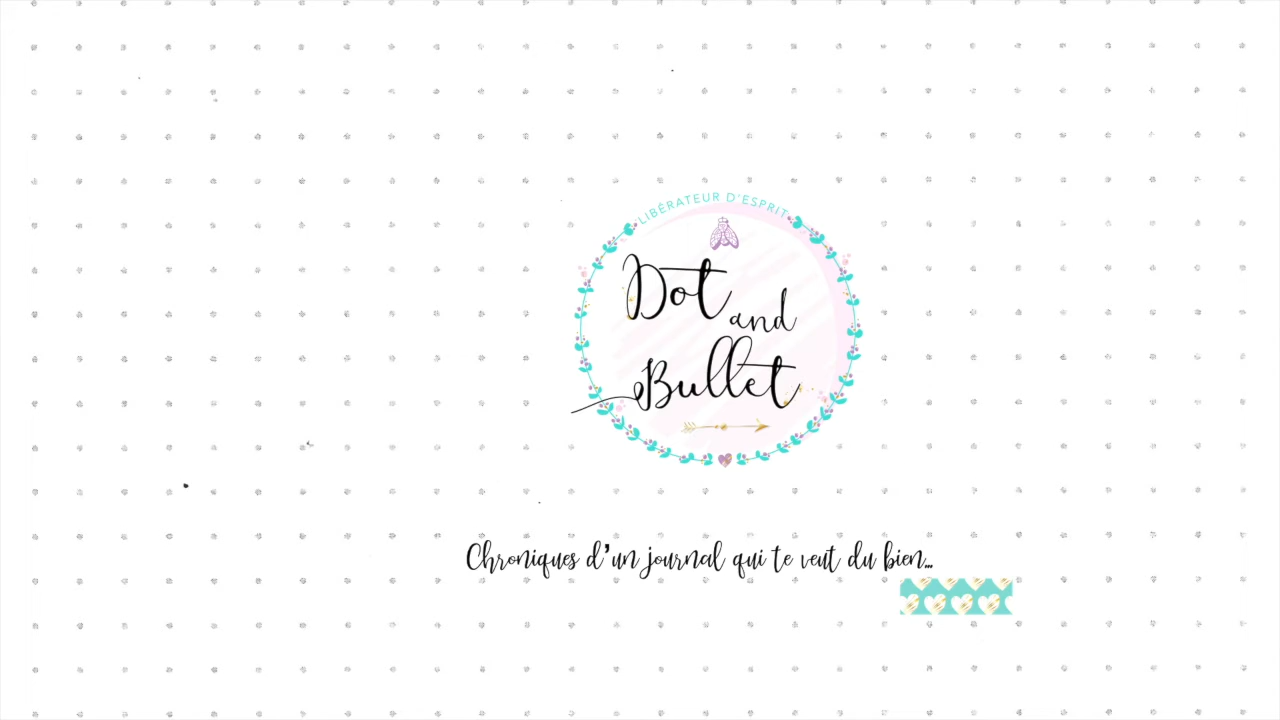 LIBÉRATEUR D'ESPRIT
Dot
and
Bullet
Chroniques d'un journal qui te veut du bien...